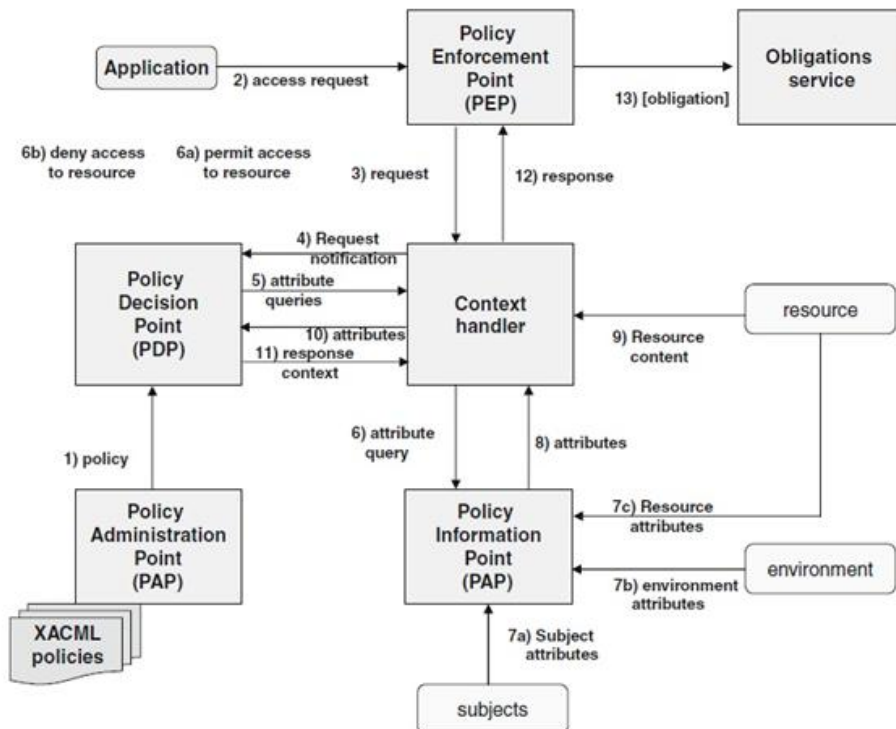 Application
2) access request
Policy
Enforcement
Point
(PEP)
13) [obligation]
Obligations
service
6b) deny access
to resource
6a) permit access
to resource
3) request
12) response
Policy
Decision
Point
(PDP)
4) Request
notification
5) attribute
queries
10) attributes
11) response
context
Context
handler
9) Resource
content
resource
1) policy
6) attribute
query
8) attributes
Policy
Administration
Point
(PAP)
XACML
policies
Policy
Information
Point
(PAP)
7c) Resource
attributes
environment
7b) environment
attributes
7a) Subject
attributes
subjects